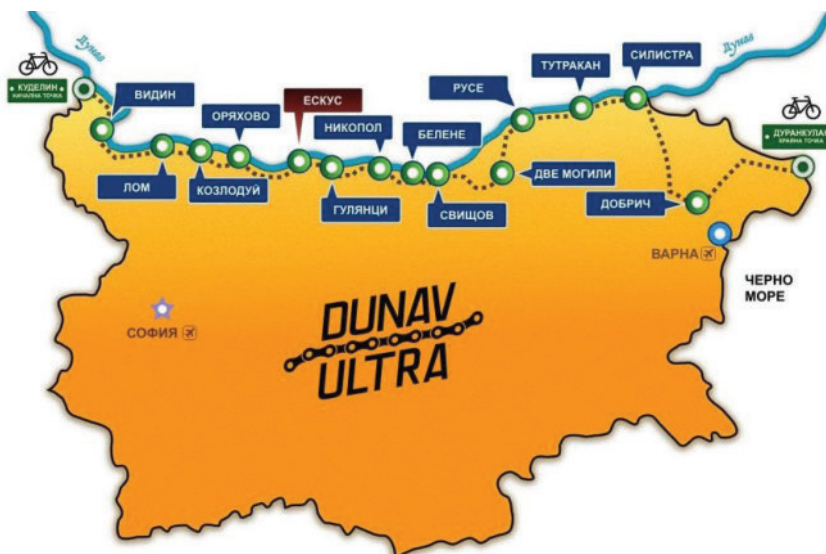 Дунав
Дунав
КУДЕЛИН
НАЧАЛНА ТОЧКА
ВИДИН
ОРЯХОВО
ЕСКУС
НИКОПОЛ
БЕЛЕНЕ
РУСЕ
ТУТРАКАН
СИЛИСТРА
ДУРАНКУЛАК
КРАЙНА ТОЧКА
ЛОМ
КОЗЛОДУЙ
ГУЛЯНЦИ
СВИЩОВ
ДВЕ МОГИЛИ
ДОБРИЧ
ВАРНА
ЧЕРНО
МОРЕ
СОФИЯ
DUNAV
ULTRA